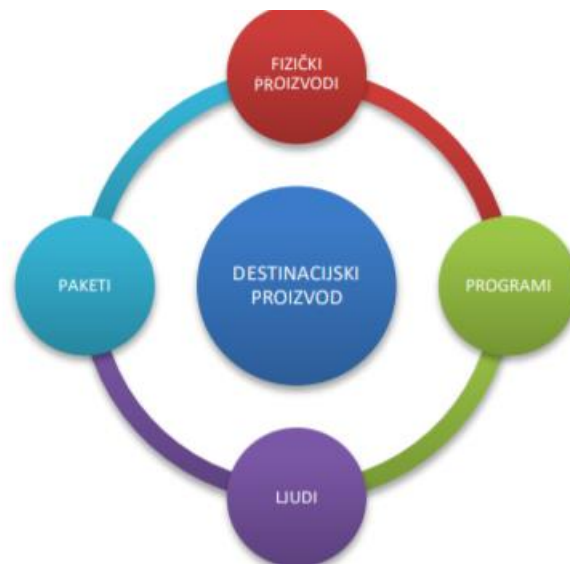 FIZIČKI
PROIZVODI
PAKETI
DESTINACIJSKI
PROIZVOD
PROGRAMI
LJUDI